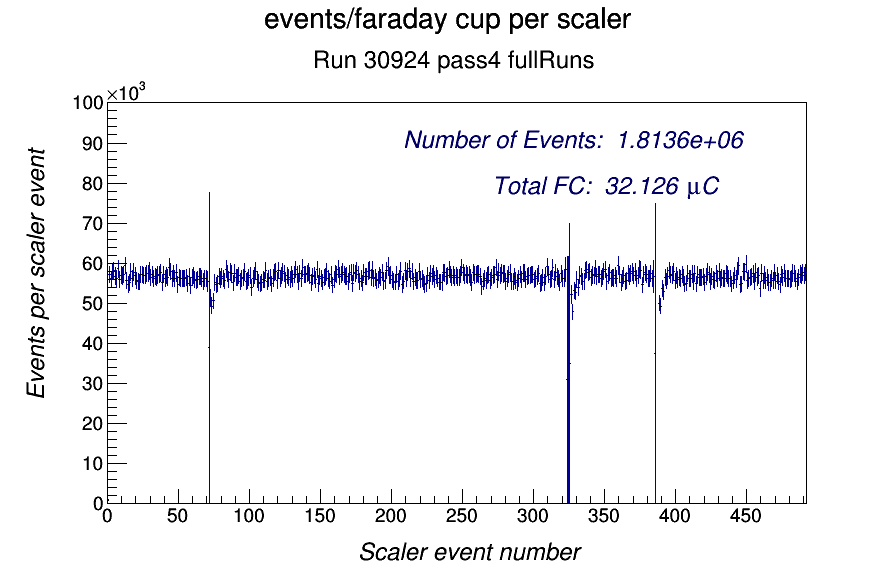 events/faraday cup per scaler
Run 30924 pass4 fullRuns
×10³
100
90
80
70
60
50
40
30
20
10
0
Events per scaler event
Number of Events: 1.8136e+06
Total FC: 32.126 μC
0 50 100 150 200 250 300 350 400 450
Scaler event number